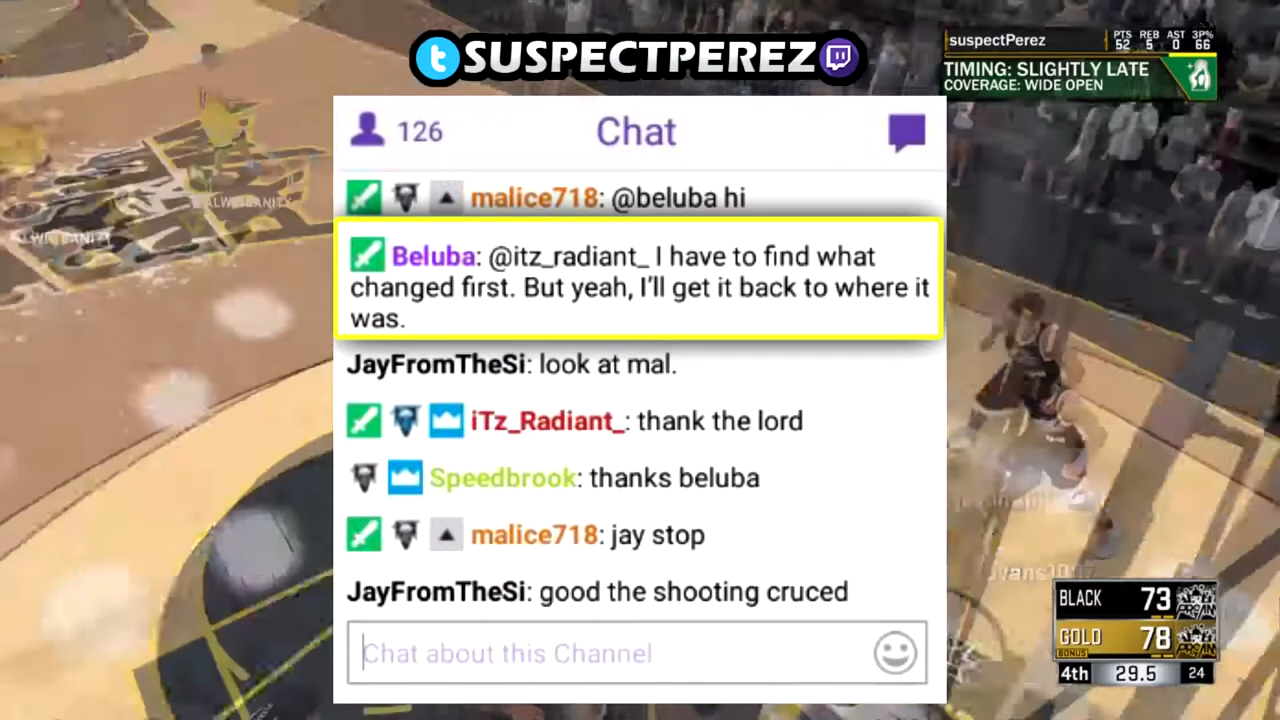 SUSPECTPEREZ
suspectPerez
PTS REB AST 3P%
52 5 0 66
TIMING: SLIGHTLY LATE
COVERAGE: WIDE OPEN
126 Chat
malice718: @beluba hi
Beluba: @itz_radiant_ I have to find what
changed first. But yeah, I'll get it back to where it
was.
JayFromTheSi: look at mal.
iTz_Radiant_: thank the lord
Speedbrook: thanks beluba
malice718: jay stop
JayFromTheSi: good the shooting cruced
Chat about this Channel
BLACK 73
GOLD 78
BONUS
4th 29.5 24